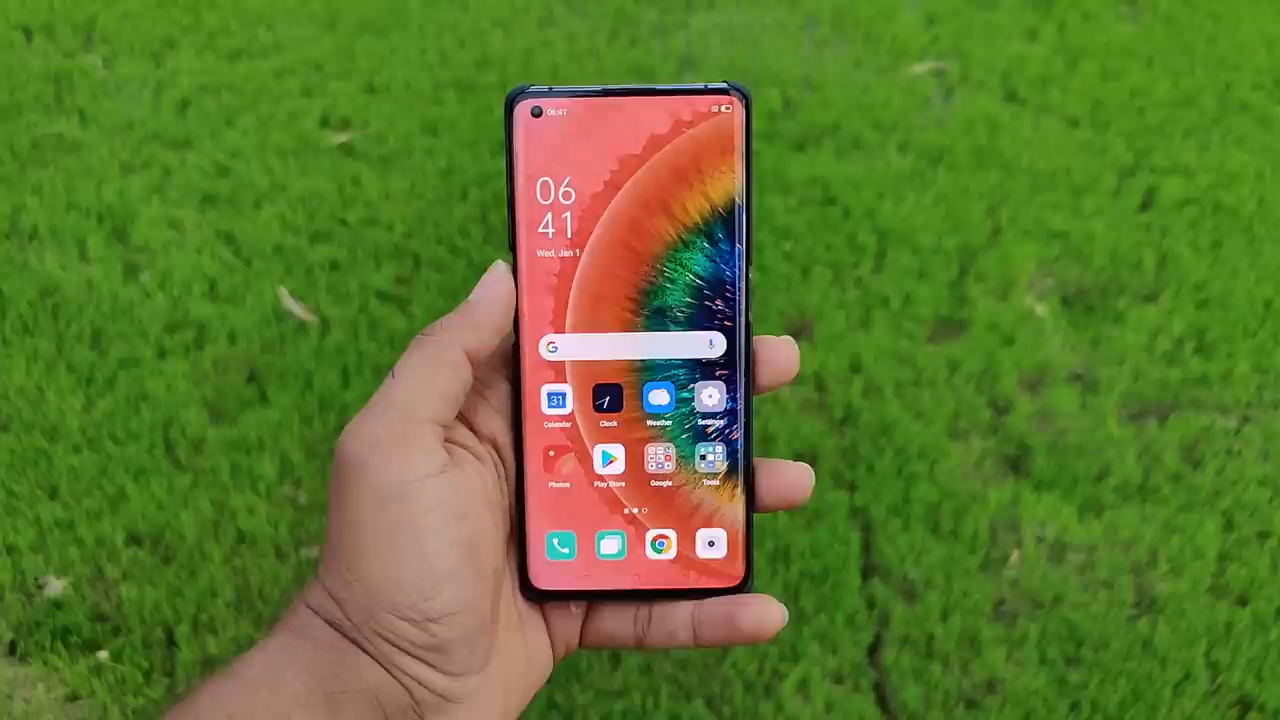 06:41
06
41
Wed, Jan 1
G
31
Calendar
Clock
Weather
Settings
Photos
Play Store
Google
Tools